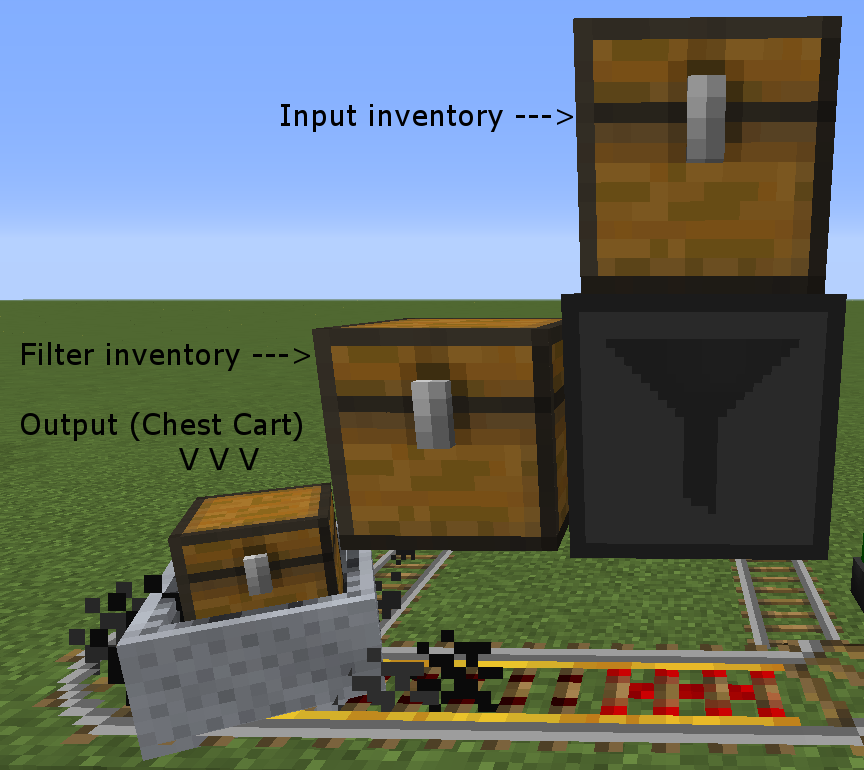 Input inventory --->
Filter inventory --->
Output (Chest Cart)
V V V